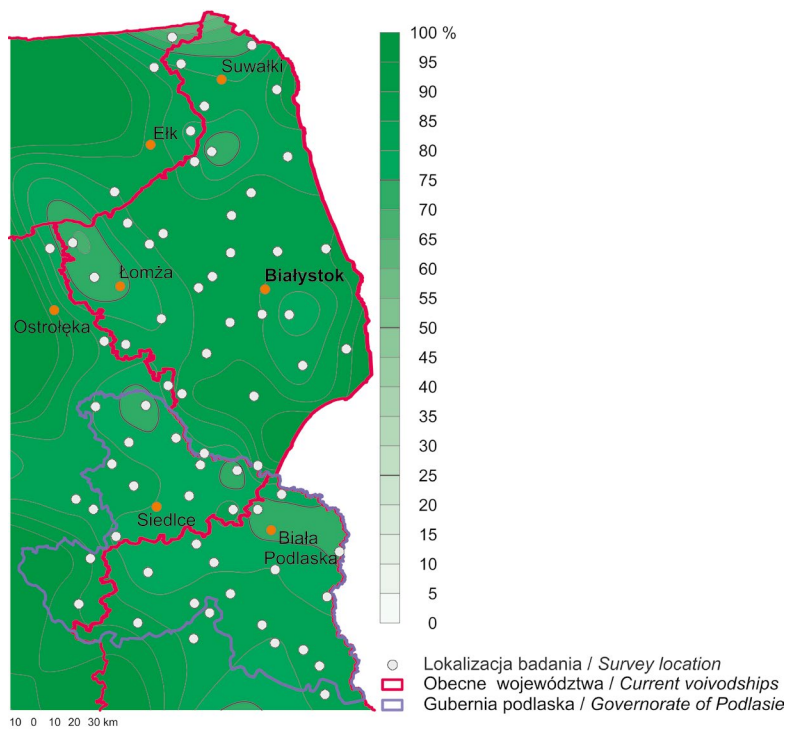 100 %
95
90
85
80
75
70
65
60
55
50
45
40
35
30
25
20
15
10
5
0
Suwałki
Ełk
Łomża
Białystok
Ostrołęka
Siedlce
Biała
Podlaska
Lokalizacja badania / Survey location
Obecne województwa / Current voivodships
Gubernia podlaska / Governorate of Podlasie
10 0 10 20 30 km